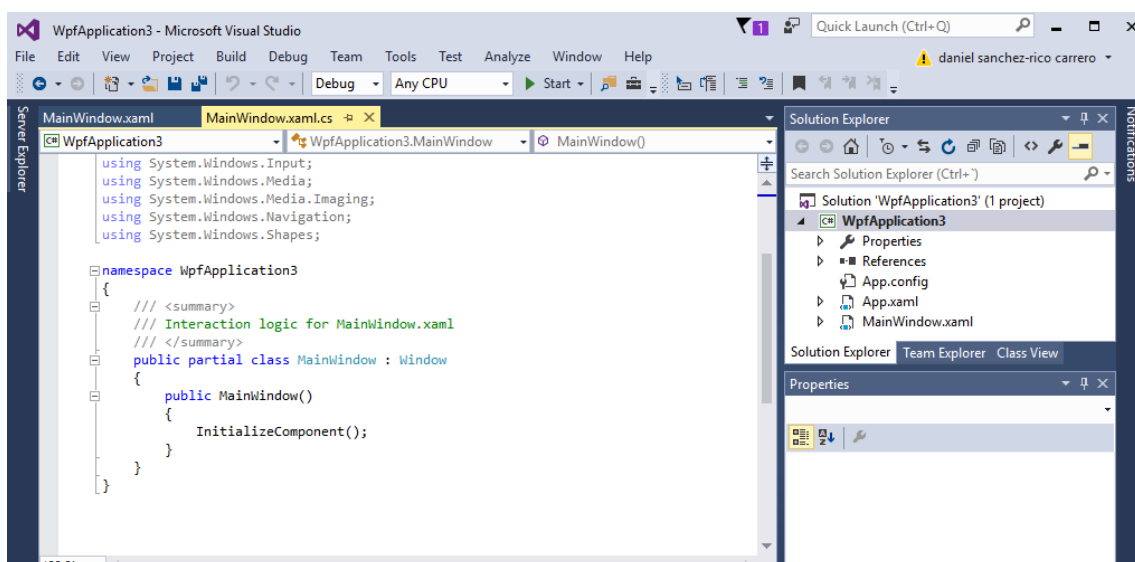 WpfApplication3 - Microsoft Visual Studio
1
Quick Launch (Ctrl+Q)
File Edit View Project Build Debug Team Tools Test Analyze Window Help
daniel sanchez-rico carrero
Debug Any CPU Start
Server Explorer
MainWindow.xaml MainWindow.xaml.cs
WpfApplication3 WpfApplication3.MainWindow MainWindow()
using System.Windows.Input;
using System.Windows.Media;
using System.Windows.Media.Imaging;
using System.Windows.Navigation;
using System.Windows.Shapes;
namespace WpfApplication3
{
/// <summary>
/// Interaction logic for MainWindow.xaml
/// </summary>
public partial class MainWindow : Window
{
public MainWindow()
{
InitializeComponent();
}
}
}
Solution Explorer
Search Solution Explorer (Ctrl+`)
Solution 'WpfApplication3' (1 project)
C# WpfApplication3
Properties
References
App.config
App.xaml
MainWindow.xaml
Solution Explorer Team Explorer Class View
Properties
Notifications